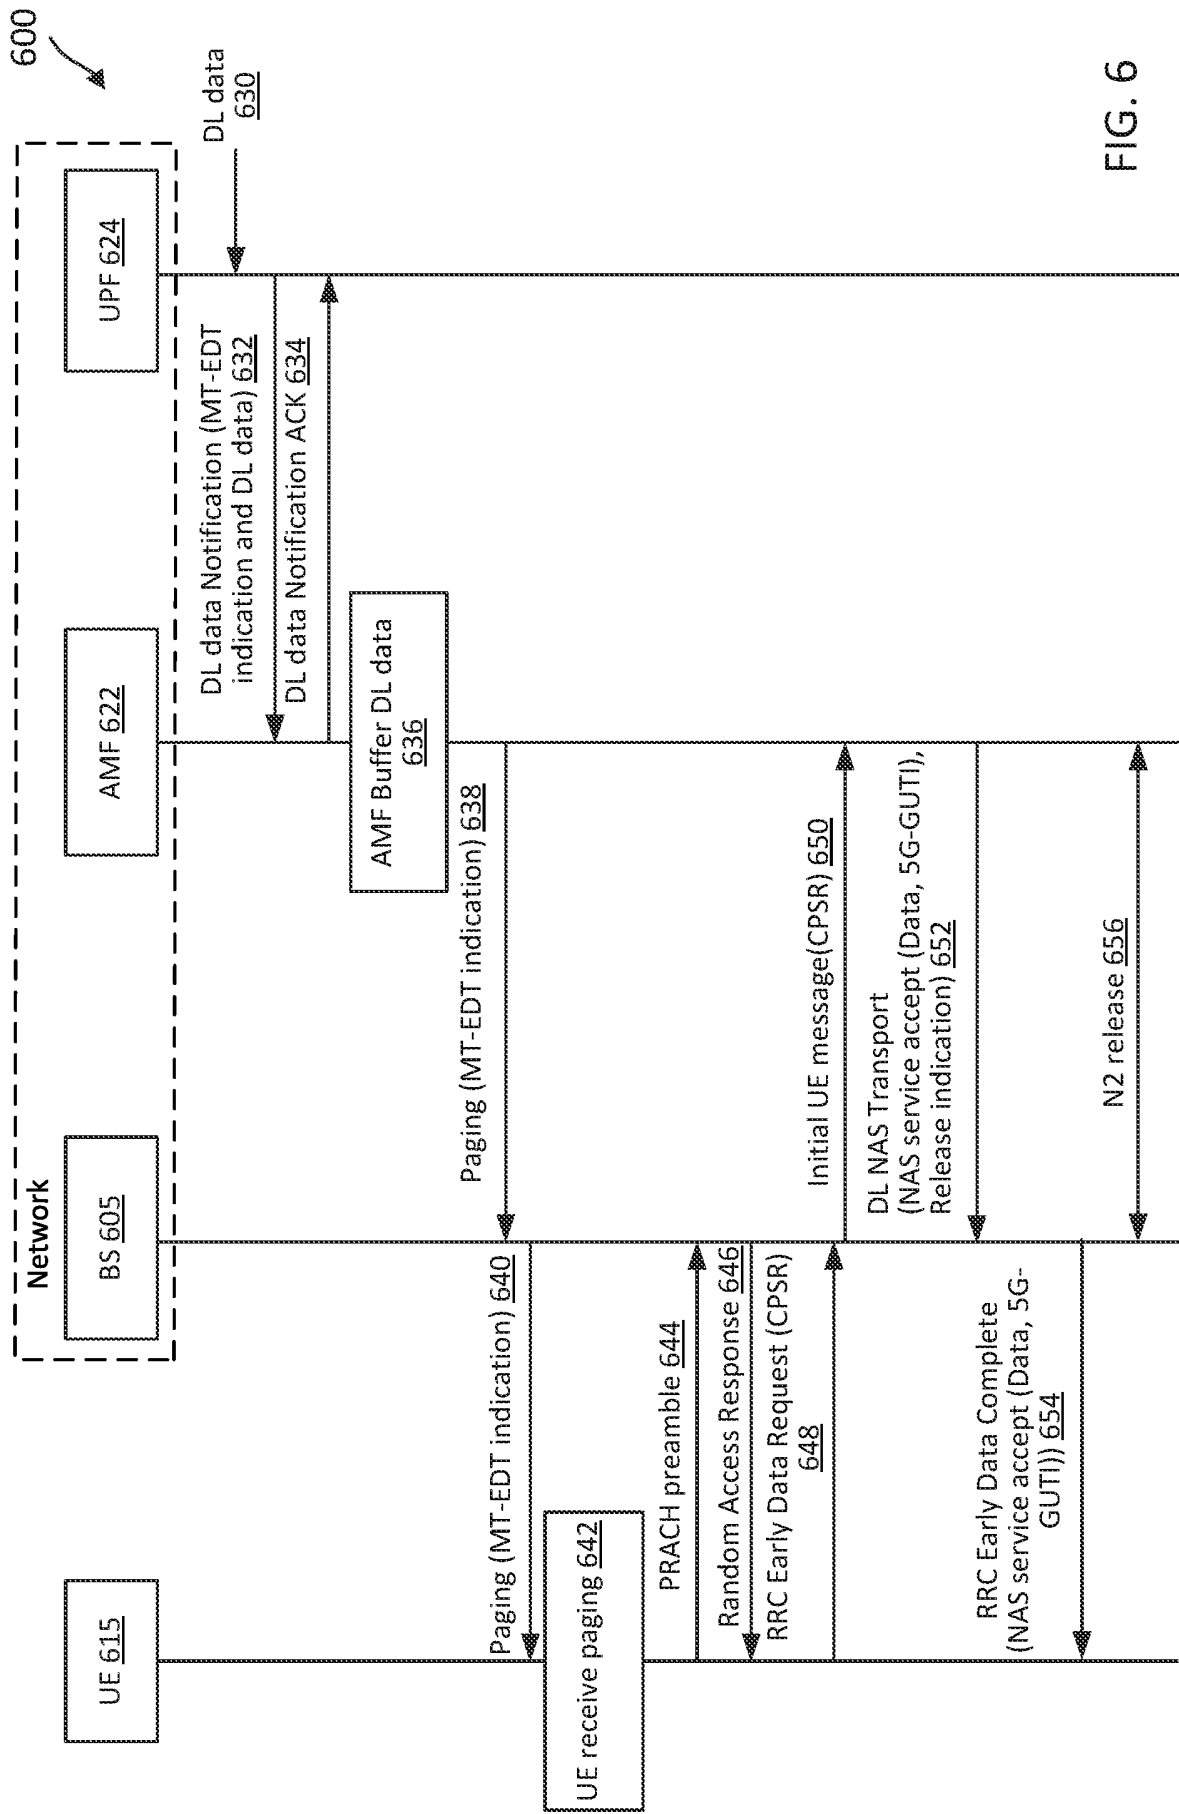 600
Network
UE 615
BS 605
AMF 622
UPF 624
DL data
630
DL data Notification (MT-EDT
indication and DL data) 632
DL data Notification ACK 634
AMF Buffer DL data
636
Paging (MT-EDT indication) 638
Paging (MT-EDT indication) 640
UE receive paging 642
PRACH preamble 644
Random Access Response 646
RRC Early Data Request (CPSR)
648
Initial UE message(CPSR) 650
DL NAS Transport
(NAS service accept (Data, 5G-GUTI),
Release indication) 652
RRC Early Data Complete
(NAS service accept (Data, 5G-
GUTI)) 654
N2 release 656
FIG. 6